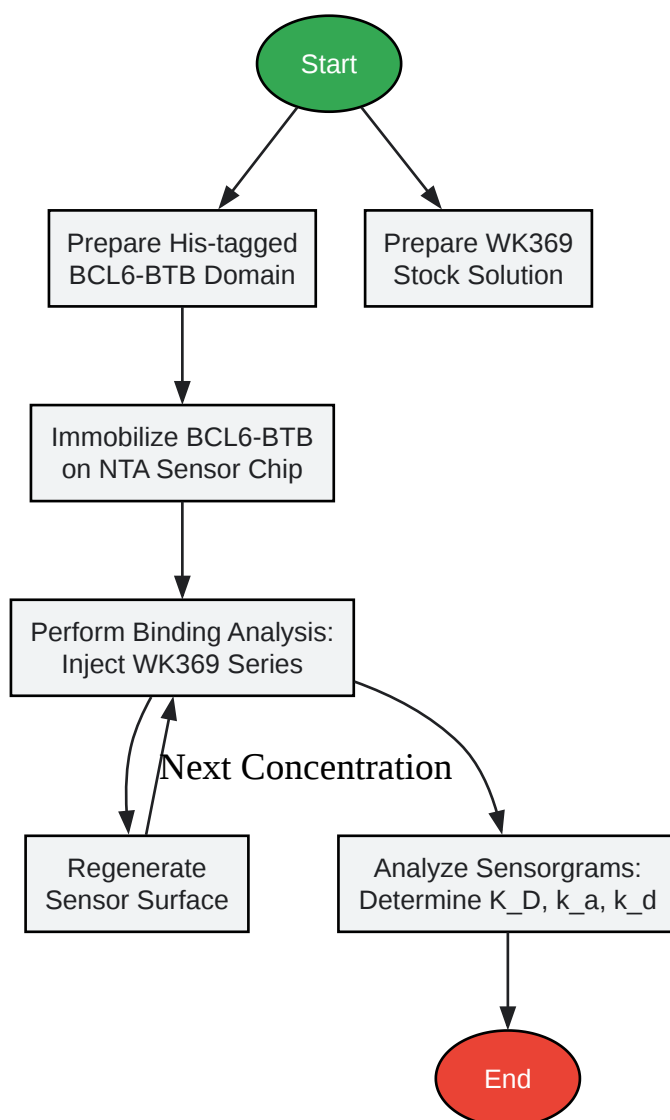 Start
Prepare His-tagged
BCL6-BTB Domain
Prepare WK369
Stock Solution
Immobilize BCL6-BTB
on NTA Sensor Chip
Perform Binding Analysis:
Inject WK369 Series
Next Concentration
Regenerate
Sensor Surface
Analyze Sensorgrams:
Determine K_D, k_a, k_d
End